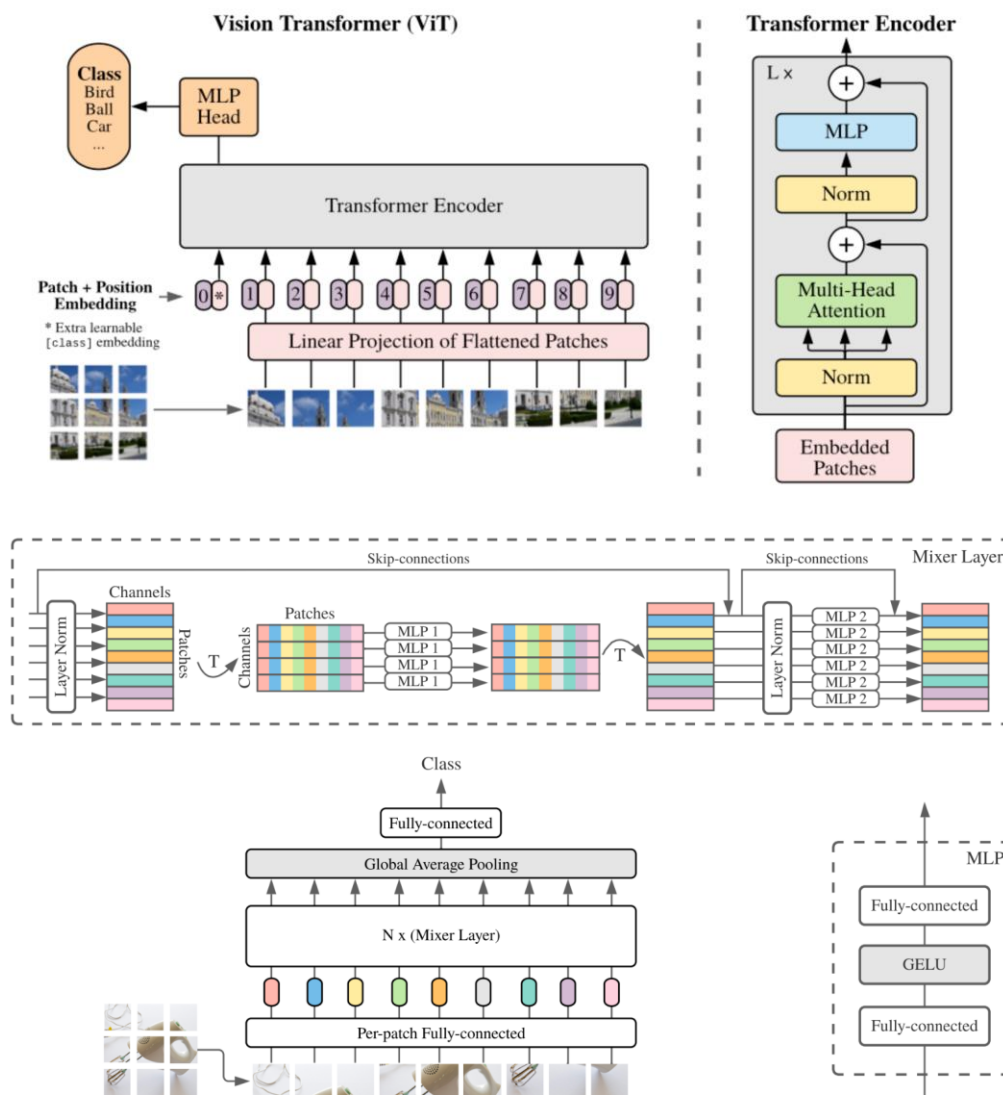 Vision Transformer (ViT)
Class
Bird
Ball
Car
...
MLP
Head
Transformer Encoder
Patch + Position
Embedding
* Extra learnable
[class] embedding
0 * 1 2 3 4 5 6 7 8 9
Linear Projection of Flattened Patches
Transformer Encoder
L ×
+
MLP
Norm
+
Multi-Head
Attention
Norm
Embedded
Patches
Skip-connections
Skip-connections
Mixer Layer
Channels
Layer Norm
Patches
T
Patches
Channels
MLP 1
MLP 1
MLP 1
MLP 1
T
Layer Norm
MLP 2
MLP 2
MLP 2
MLP 2
MLP 2
MLP 2
Class
Fully-connected
Global Average Pooling
N x (Mixer Layer)
Per-patch Fully-connected
MLP
Fully-connected
GELU
Fully-connected